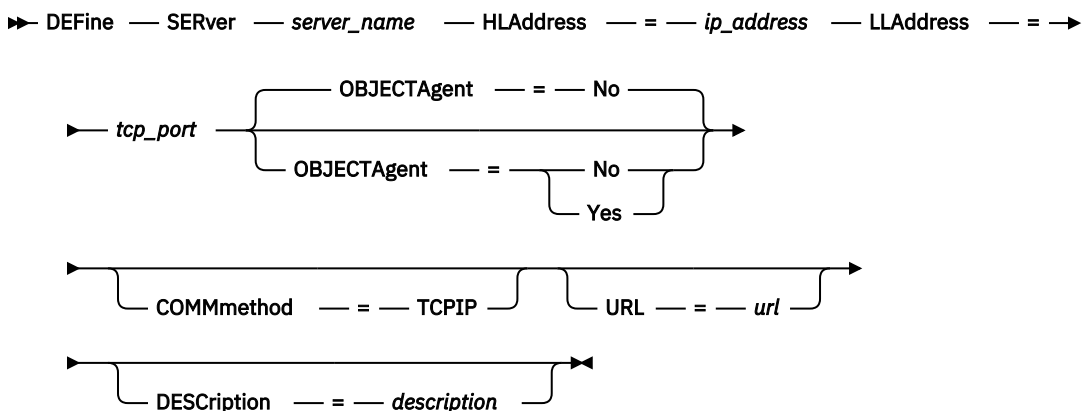 DEFine SERver server_name HLAddress = ip_address LLAddress =
OBJECTAgent = No
tcp_port
OBJECTAgent = No
Yes
COMMmethod = TCPIP URL = url
DESCription = description